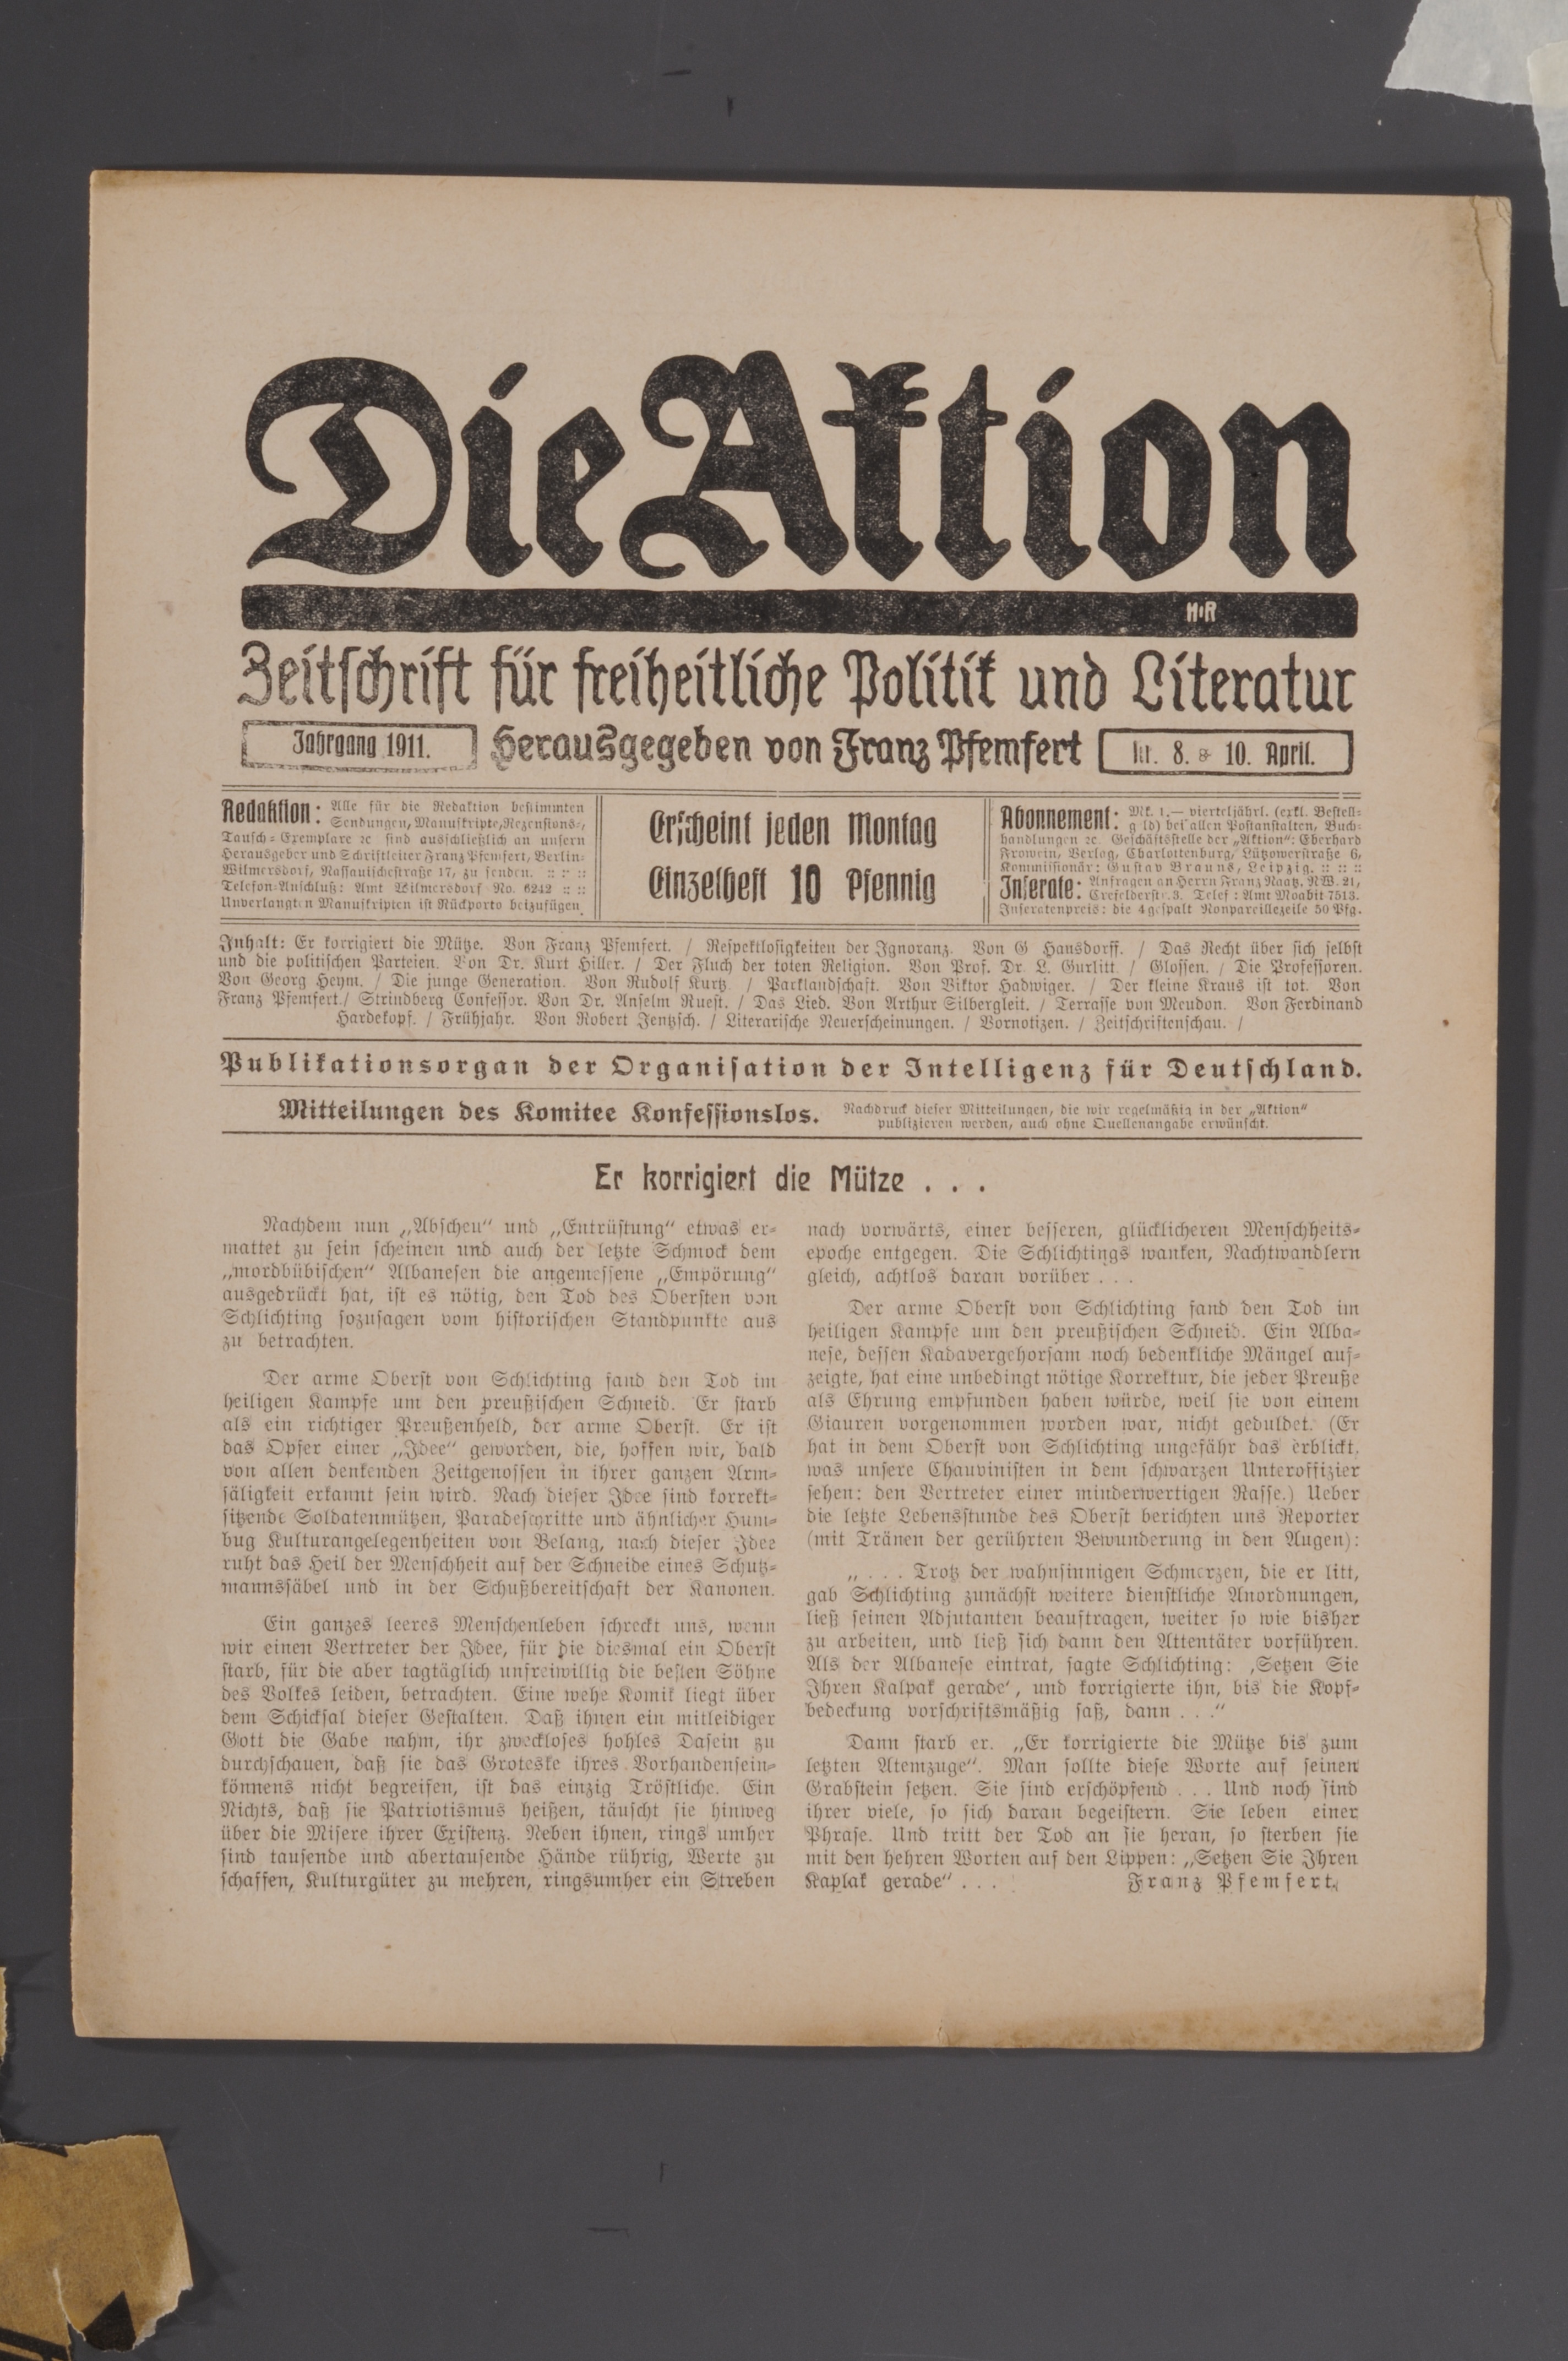 Die Aktion
H·R
Zeitschrift für freiheitliche Politik und Literatur
Jahrgang 1911.
Herausgegeben von Franz Pfemfert
Nr. 8. 10. April.
Redaktion: Alle für die Redaktion bestimmten
Sendungen, Manuskripte, Rezensions-,
Tausch-Exemplare ꝛc sind ausschließlich an unsern
Herausgeber und Schriftleiter Franz Pfemfert, Berlin-
Wilmersdorf, Nassauischestraße 17, zu senden. :: :: ::
Telefon-Anschluß: Amt Wilmersdorf No. 6242 :: ::
Unverlangten Manuskripten ist Rückporto beizufügen.
Erscheint jeden Montag
Einzelheft 10 Pfennig
Abonnement: Mk. 1.— vierteljährl. (exkl. Bestell-
g ld) bei allen Postanstalten, Buch-
handlungen ꝛc. Geschäftsstelle der „Aktion“: Eberhard
Frowein, Verlag, Charlottenburg, Lützowerstraße 6,
Kommissionär: Gustav Brauns, Leipzig. :: :: ::
Inserate: Anfragen an Herrn Franz Raatz, NW. 21,
Crefelderstr. 3. Telef : Amt Moabit 7513.
Inseratenpreis: die 4 gespalt Nonpareillezeile 50 Pfg.
Inhalt: Er korrigiert die Mütze. Von Franz Pfemfert. / Respektlosigkeiten der Ignoranz. Von G Hansdorff. / Das Recht über sich selbst
und die politischen Parteien. Von Dr. Kurt Hiller. / Der Fluch der toten Religion. Von Prof. Dr L. Gurlitt / Glossen. / Die Professoren.
Von Georg Heym. / Die junge Generation. Von Rudolf Kurtz. / Parklandschaft. Von Viktor Hadwiger. / Der kleine Kraus ist tot. Von
Franz Pfemfert./ Strindberg Confessor. Von Dr. Anselm Ruest. / Das Lied. Von Arthur Silbergleit. / Terrasse von Meudon. Von Ferdinand
Hardekopf. / Frühjahr. Von Robert Jentzsch. / Literarische Neuerscheinungen. / Vornotizen. / Zeitschriftenschau. /
Publikationsorgan der Organisation der Intelligenz für Deutschland.
Mitteilungen des Komitee Konfessionslos.
Nachdruck dieser Mitteilungen, die wir regelmäßig in der „Aktion“
publizieren werden, auch ohne Quellenangabe erwünscht.
Er korrigiert die Mütze . . .
Nachdem nun „Abscheu“ und „Entrüstung“ etwas er-
mattet zu sein scheinen und auch der letzte Schmock dem
„mordbübischen“ Albanesen die angemessene „Empörung“
ausgedrückt hat, ist es nötig, den Tod des Obersten von
Schlichting sozusagen vom historischen Standpunkte aus
zu betrachten.
Der arme Oberst von Schlichting fand den Tod im
heiligen Kampfe um den preußischen Schneid. Er starb
als ein richtiger Preußenheld, der arme Oberst. Er ist
das Opfer einer „Idee“ geworden, die, hoffen wir, bald
von allen denkenden Zeitgenossen in ihrer ganzen Arm-
säligkeit erkannt sein wird. Nach dieser Idee sind korrekt-
sitzende Soldatenmützen, Paradeschritte und ähnlicher Hum-
bug Kulturangelegenheiten von Belang, nach dieser Idee
ruht das Heil der Menschheit auf der Schneide eines Schutz-
mannssäbel und in der Schußbereitschaft der Kanonen.
Ein ganzes leeres Menschenleben schreckt uns, wenn
wir einen Vertreter der Idee, für die diesmal ein Oberst
starb, für die aber tagtäglich unfreiwillig die besten Söhne
des Volkes leiden, betrachten. Eine wehe Komik liegt über
dem Schicksal dieser Gestalten. Daß ihnen ein mitleidiger
Gott die Gabe nahm, ihr zweckloses hohles Dasein zu
durchschauen, daß sie das Groteske ihres Vorhandensein-
könnens nicht begreifen, ist das einzig Tröstliche. Ein
Nichts, daß sie Patriotismus heißen, täuscht sie hinweg
über die Misere ihrer Existenz. Neben ihnen, rings umher
sind tausende und abertausende Hände rührig, Werte zu
schaffen, Kulturgüter zu mehren, ringsumher ein Streben
nach vorwärts, einer besseren, glücklicheren Menschheits-
epoche entgegen. Die Schlichtings wanken, Nachtwandlern
gleich, achtlos daran vorüber . . .
Der arme Oberst von Schlichting fand den Tod im
heiligen Kampfe um den preußischen Schneid. Ein Alba-
nese, dessen Kadavergehorsam noch bedenkliche Mängel auf-
zeigte, hat eine unbedingt nötige Korrektur, die jeder Preuße
als Ehrung empfunden haben würde, weil sie von einem
Giauren vorgenommen worden war, nicht geduldet. (Er
hat in dem Oberst von Schlichting ungefähr das erblickt.
was unsere Chauvinisten in dem schwarzen Unteroffizier
sehen: den Vertreter einer minderwertigen Rasse.) Ueber
die letzte Lebensstunde des Oberst berichten uns Reporter
(mit Tränen der gerührten Bewunderung in den Augen):
„ . . . Trotz der wahnsinnigen Schmerzen, die er litt,
gab Schlichting zunächst weitere dienstliche Anordnungen,
ließ seinen Adjutanten beauftragen, weiter so wie bisher
zu arbeiten, und ließ sich dann den Attentäter vorführen.
Als der Albanese eintrat, sagte Schlichting: ‚Setzen Sie
Ihren Kalpak gerade‘, und korrigierte ihn, bis die Kopf-
bedeckung vorschriftsmäßig saß, dann . . .“
Dann starb er. „Er korrigierte die Mütze bis zum
letzten Atemzuge“. Man sollte diese Worte auf seinen
Grabstein setzen. Sie sind erschöpfend . . . Und noch sind
ihrer viele, so sich daran begeistern. Sie leben einer
Phrase. Und tritt der Tod an sie heran, so sterben sie
mit den hehren Worten auf den Lippen: „Setzen Sie Ihren
Kaplak gerade“ . . . Franz Pfemfert.